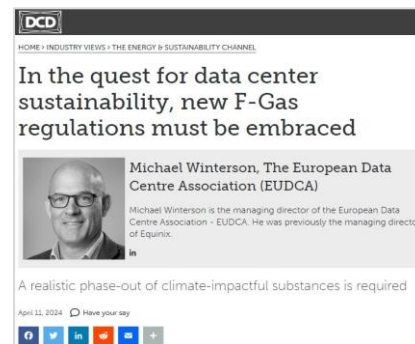 DCD
HOME > INDUSTRY VIEWS > THE ENERGY & SUSTAINABILITY CHANNEL
In the quest for data center
sustainability, new F-Gas
regulations must be embraced
Michael Winterson, The European Data
Centre Association (EUDCA)
Michael Winterson is the managing director of the European Data
Centre Association - EUDCA. He was previously the managing directo
of Equinix.
in
A realistic phase-out of climate-impactful substances is required
April 11, 2024 Have your say
in